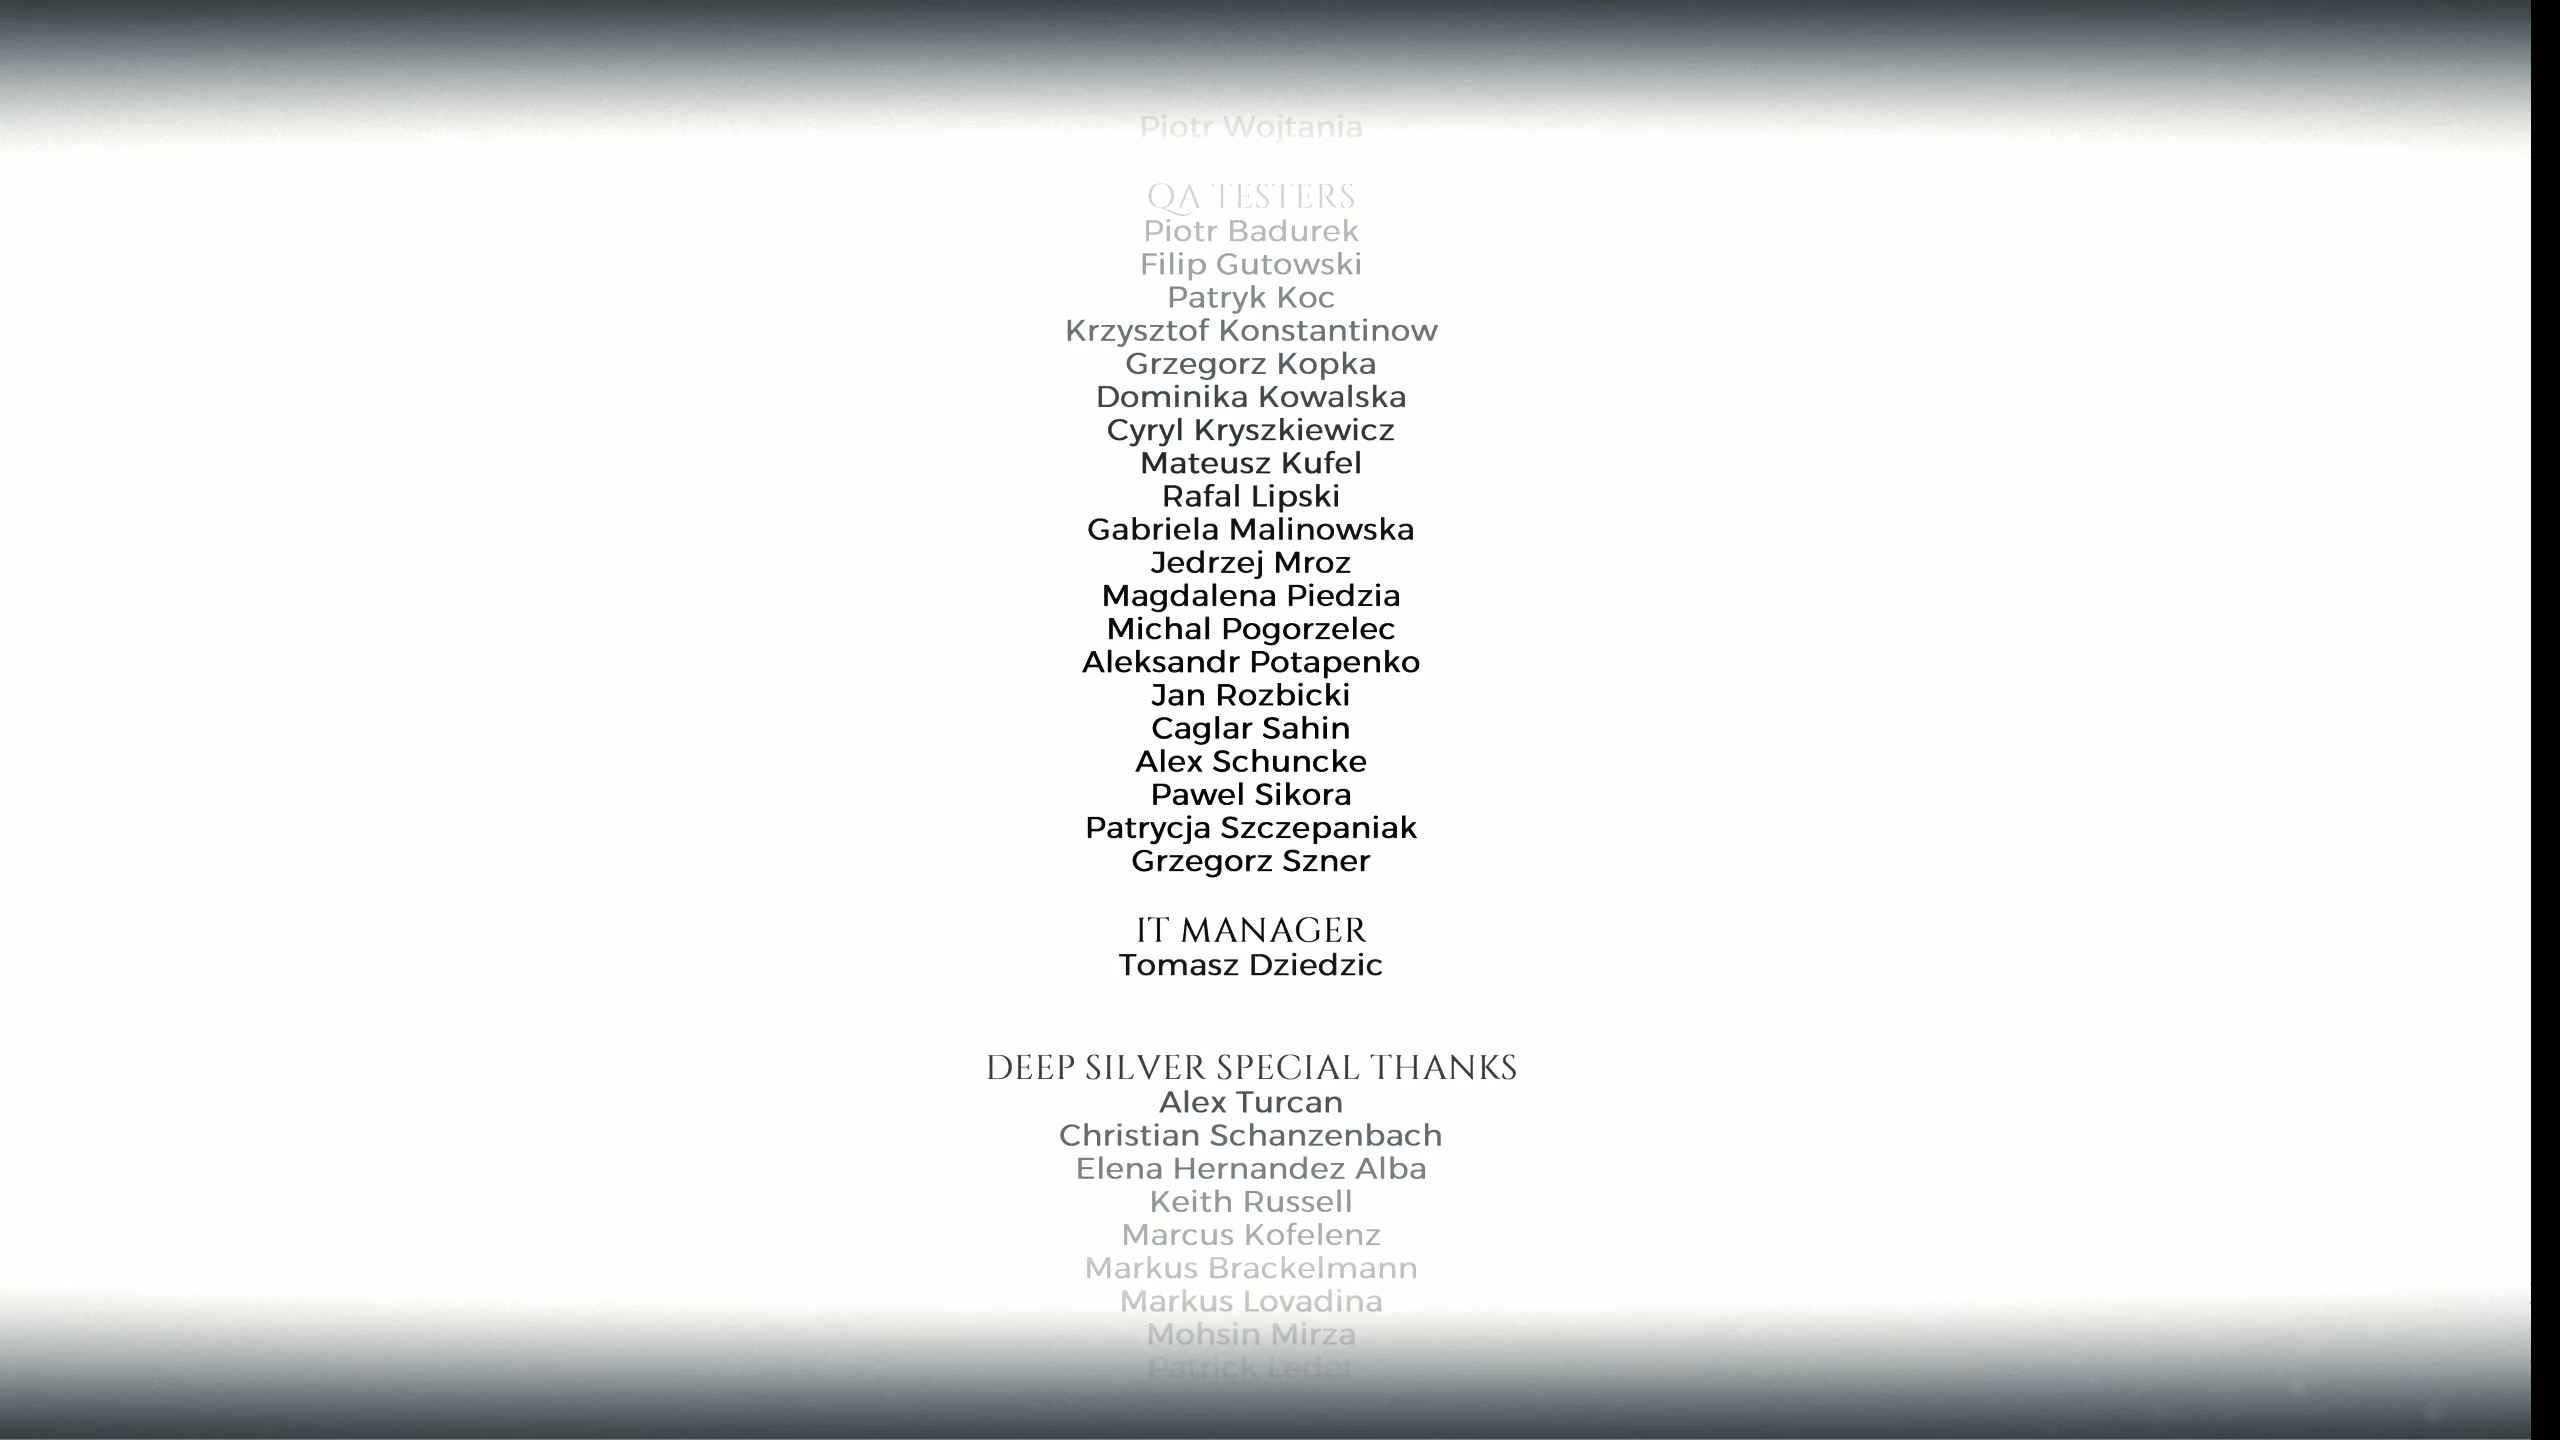 Piotr Wojtania
QA TESTERS
Piotr Badurek
Filip Gutowski
Patryk Koc
Krzysztof Konstantinow
Grzegorz Kopka
Dominika Kowalska
Cyryl Kryszkiewicz
Mateusz Kufel
Rafal Lipski
Gabriela Malinowska
Jedrzej Mroz
Magdalena Piedzia
Michal Pogorzelec
Aleksandr Potapenko
Jan Rozbicki
Caglar Sahin
Alex Schuncke
Pawel Sikora
Patrycja Szczepaniak
Grzegorz Szner
IT MANAGER
Tomasz Dziedzic
DEEP SILVER SPECIAL THANKS
Alex Turcan
Christian Schanzenbach
Elena Hernandez Alba
Keith Russell
Marcus Kofelenz
Markus Brackelmann
Markus Lovadina
Mohsin Mirza
Patrick Ledet